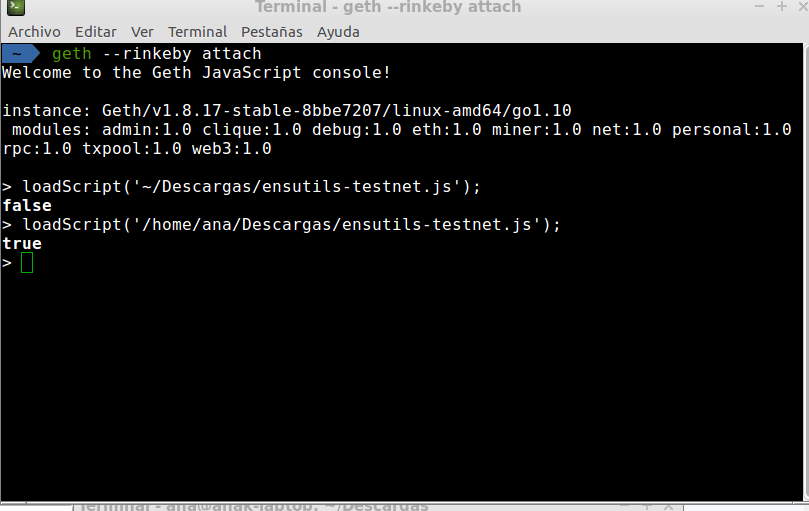 Terminal - geth --rinkeby attach
Archivo Editar Ver Terminal Pestañas Ayuda
~ geth --rinkeby attach
Welcome to the Geth JavaScript console!
instance: Geth/v1.8.17-stable-8bbe7207/linux-amd64/go1.10
modules: admin:1.0 clique:1.0 debug:1.0 eth:1.0 miner:1.0 net:1.0 personal:1.0
rpc:1.0 txpool:1.0 web3:1.0
> loadScript('~/Descargas/ensutils-testnet.js');
false
> loadScript('/home/ana/Descargas/ensutils-testnet.js');
true
>
Terminal - ana@anak-laptop: ~/Descargas